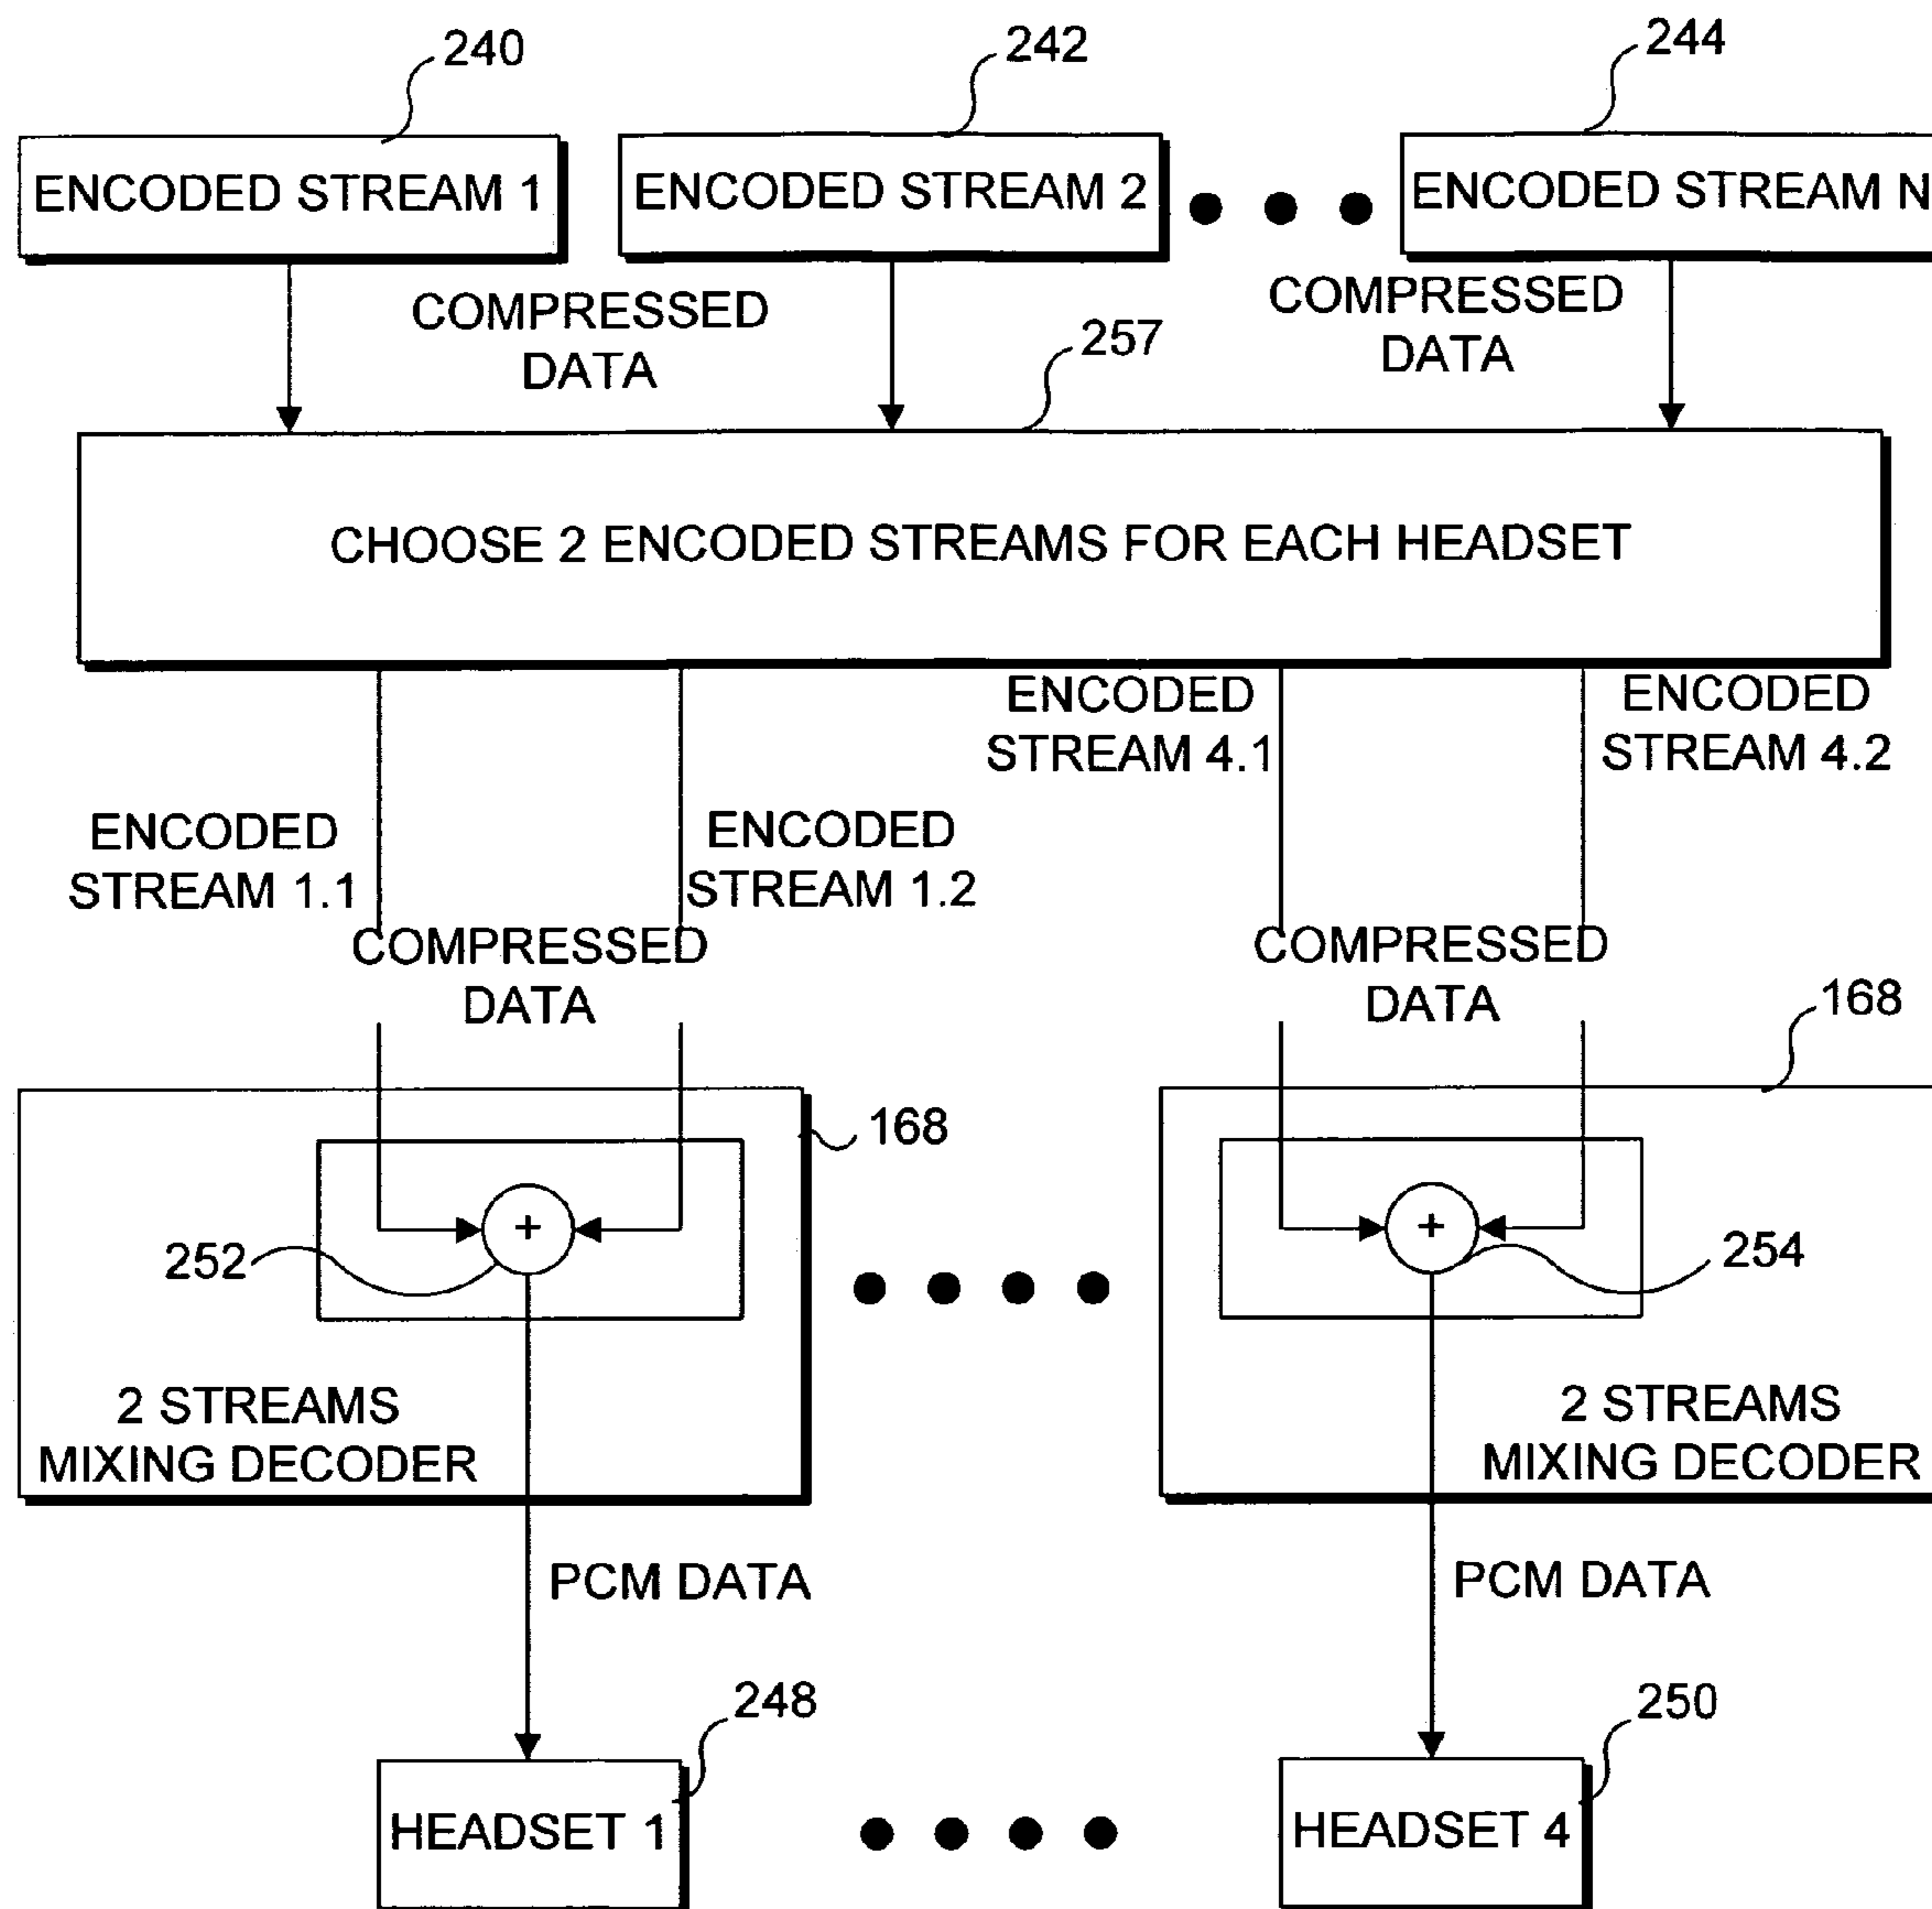 240
242
244
ENCODED STREAM 1
ENCODED STREAM 2
ENCODED STREAM N
COMPRESSED
DATA
COMPRESSED
DATA
257
CHOOSE 2 ENCODED STREAMS FOR EACH HEADSET
ENCODED
STREAM 4.1
ENCODED
STREAM 4.2
ENCODED
STREAM 1.1
ENCODED
STREAM 1.2
COMPRESSED
DATA
COMPRESSED
DATA
168
168
+
+
252
254
2 STREAMS
MIXING DECODER
2 STREAMS
MIXING DECODER
PCM DATA
PCM DATA
248
250
HEADSET 1
HEADSET 4